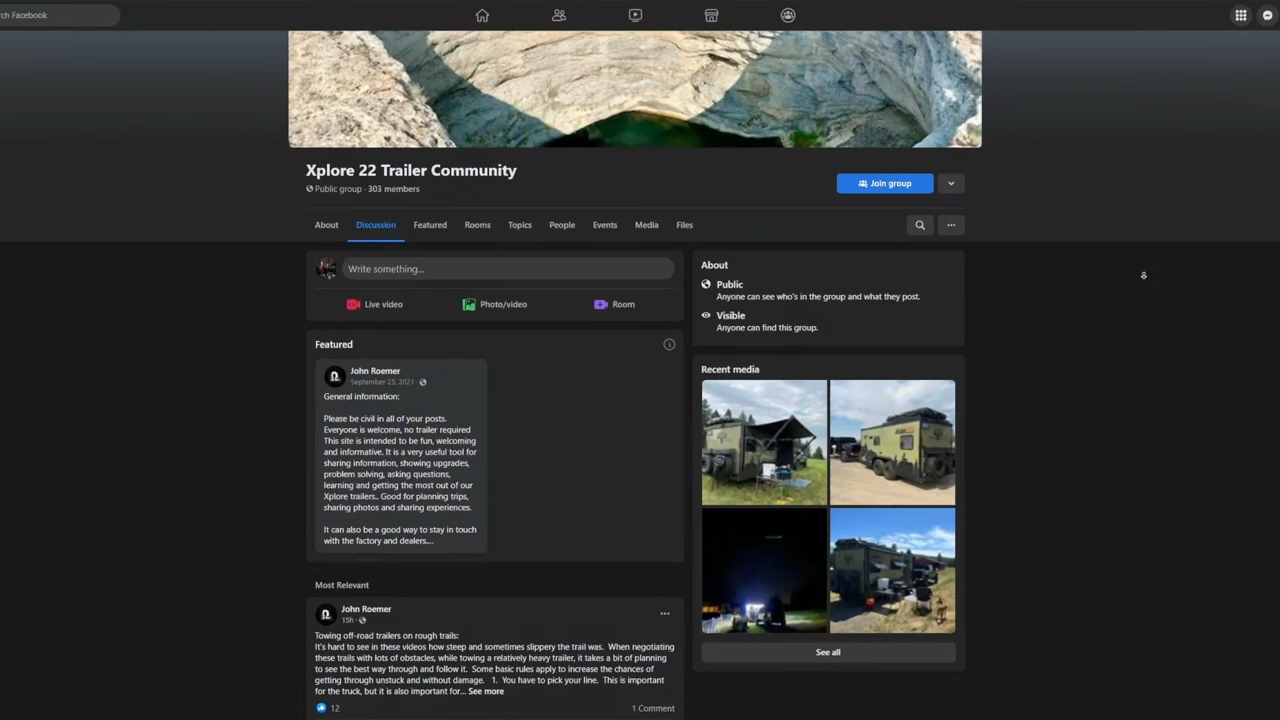 rch Facebook
Xplore 22 Trailer Community
Public group · 303 members
Join group
About
Discussion
Featured
Rooms
Topics
People
Events
Media
Files
Write something...
Live video
Photo/video
Room
Featured
John Roemer
September 25, 2021 ·
General information:
Please be civil in all of your posts.
Everyone is welcome, no trailer required
This site is intended to be fun, welcoming
and informative. It is a very useful tool for
sharing information, showing upgrades,
problem solving, asking questions,
learning and getting the most out of our
Xplore trailers.. Good for planning trips,
sharing photos and sharing experiences.
It can also be a good way to stay in touch
with the factory and dealers....
Most Relevant
John Roemer
15h ·
Towing off-road trailers on rough trails:
It's hard to see in these videos how steep and sometimes slippery the trail was. When negotiating
these trails with lots of obstacles, while towing a relatively heavy trailer, it takes a bit of planning
to see the best way through and follow it. Some basic rules apply to increase the chances of
getting through unstuck and without damage. 1. You have to pick your line. This is important
for the truck, but it is also important for... See more
12
1 Comment
About
Public
Anyone can see who's in the group and what they post.
Visible
Anyone can find this group.
Recent media
See all